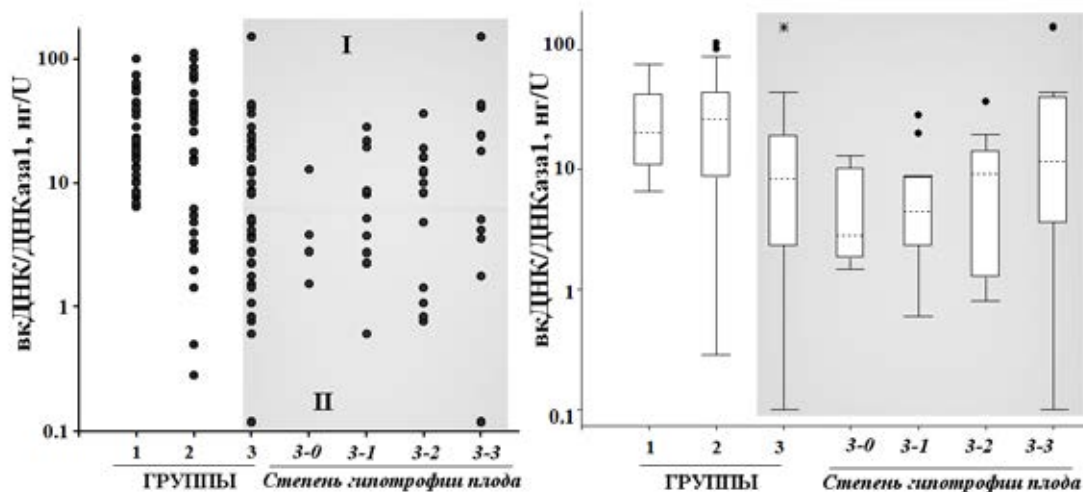 вкДНК/ДНКаза1, нг/U
100
10
1
0.1
I
II
1 2 3 3-0 3-1 3-2 3-3
ГРУППЫ Степень гипотрофии плода
вкДНК/ДНКаза1, нг/U
100
10
1
0.1
1 2 3 3-0 3-1 3-2 3-3
ГРУППЫ Степень гипотрофии плода